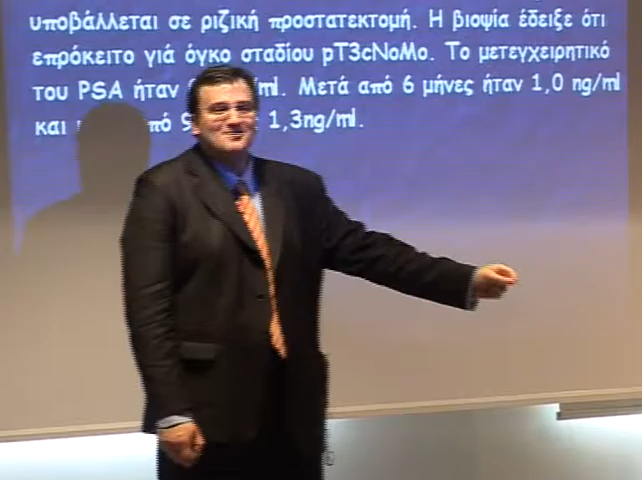 υποβάλλεται σε ριζική προστατεκτομή. Η βιοψία έδειξε ότι
επρόκειτο γιά όγκο σταδίου pT3cNoMo. Το μετεγχειρητικό
του PSA ήταν ml. Μετά από 6 μήνες ήταν 1,0 ng/ml
και από 1,3ng/ml.